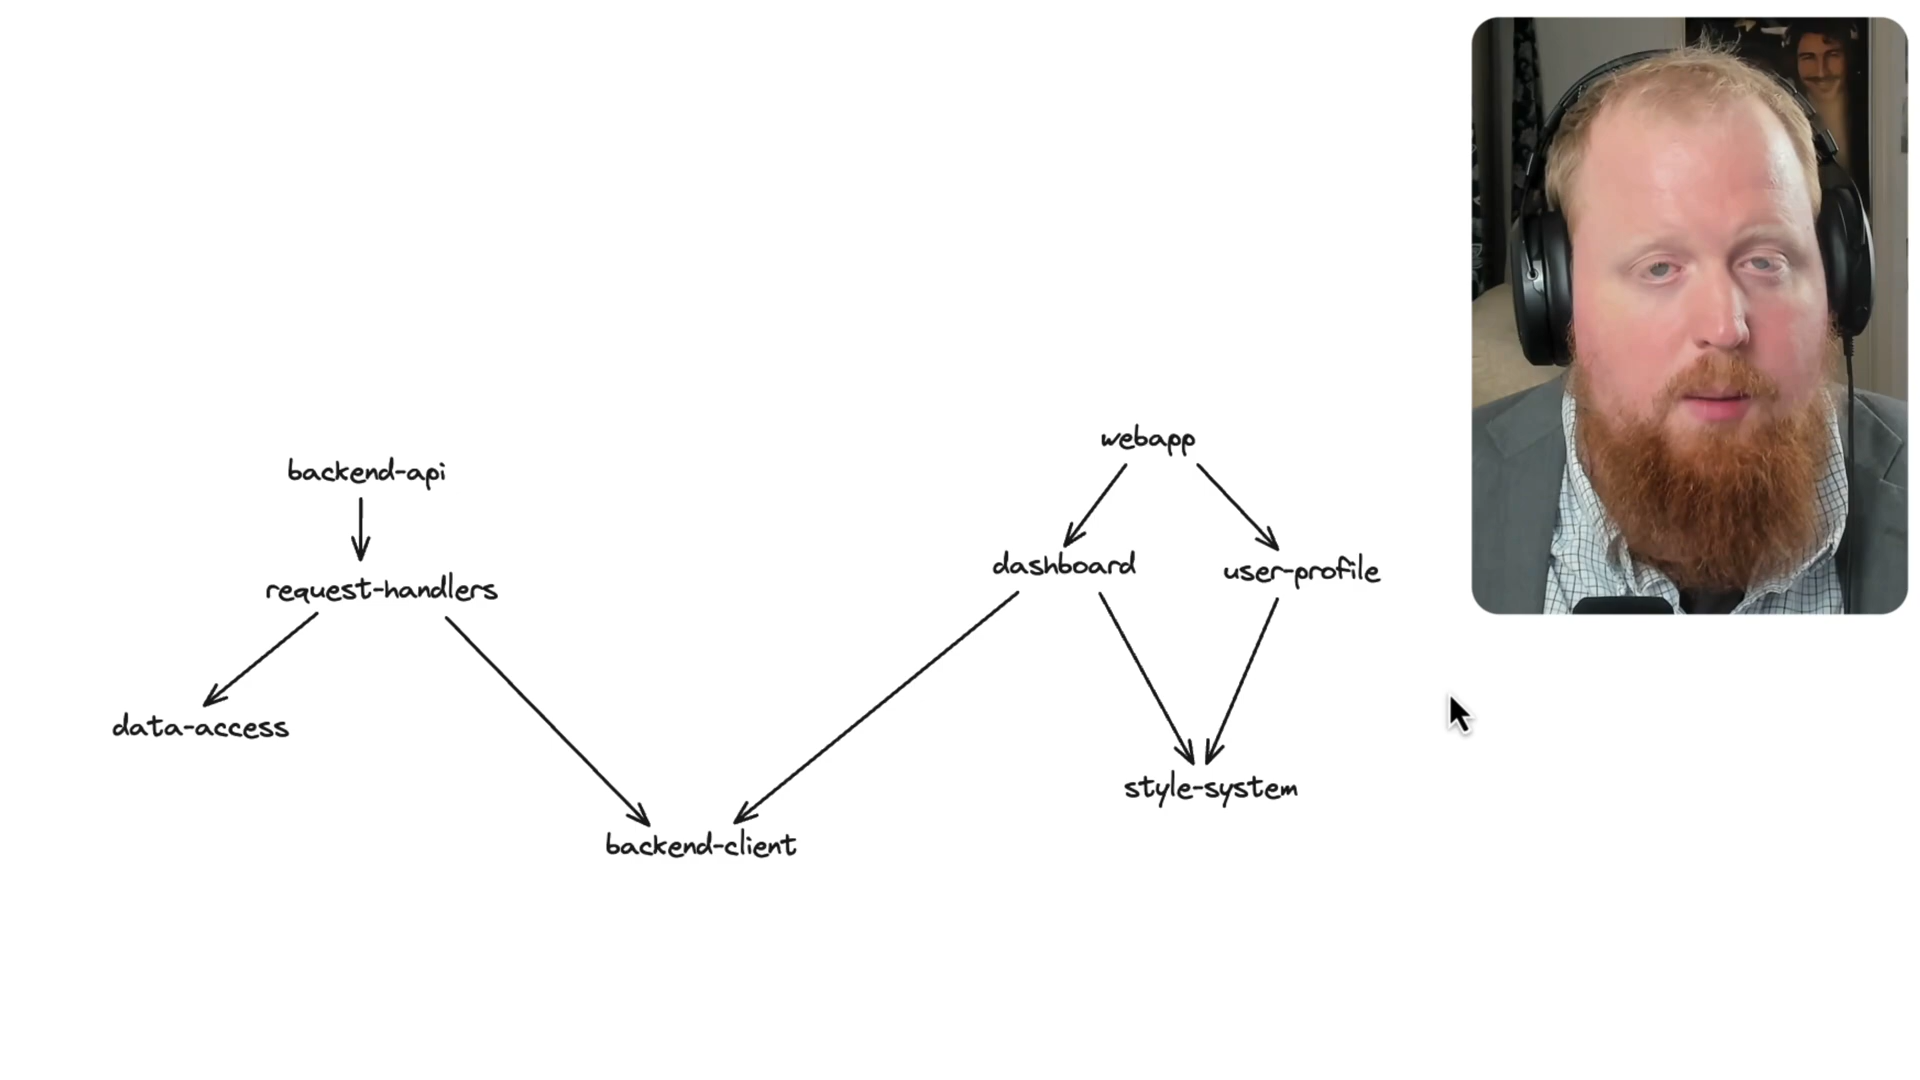 webapp
backend-api
dashboard
user-profile
request-handlers
data-access
style-system
backend-client